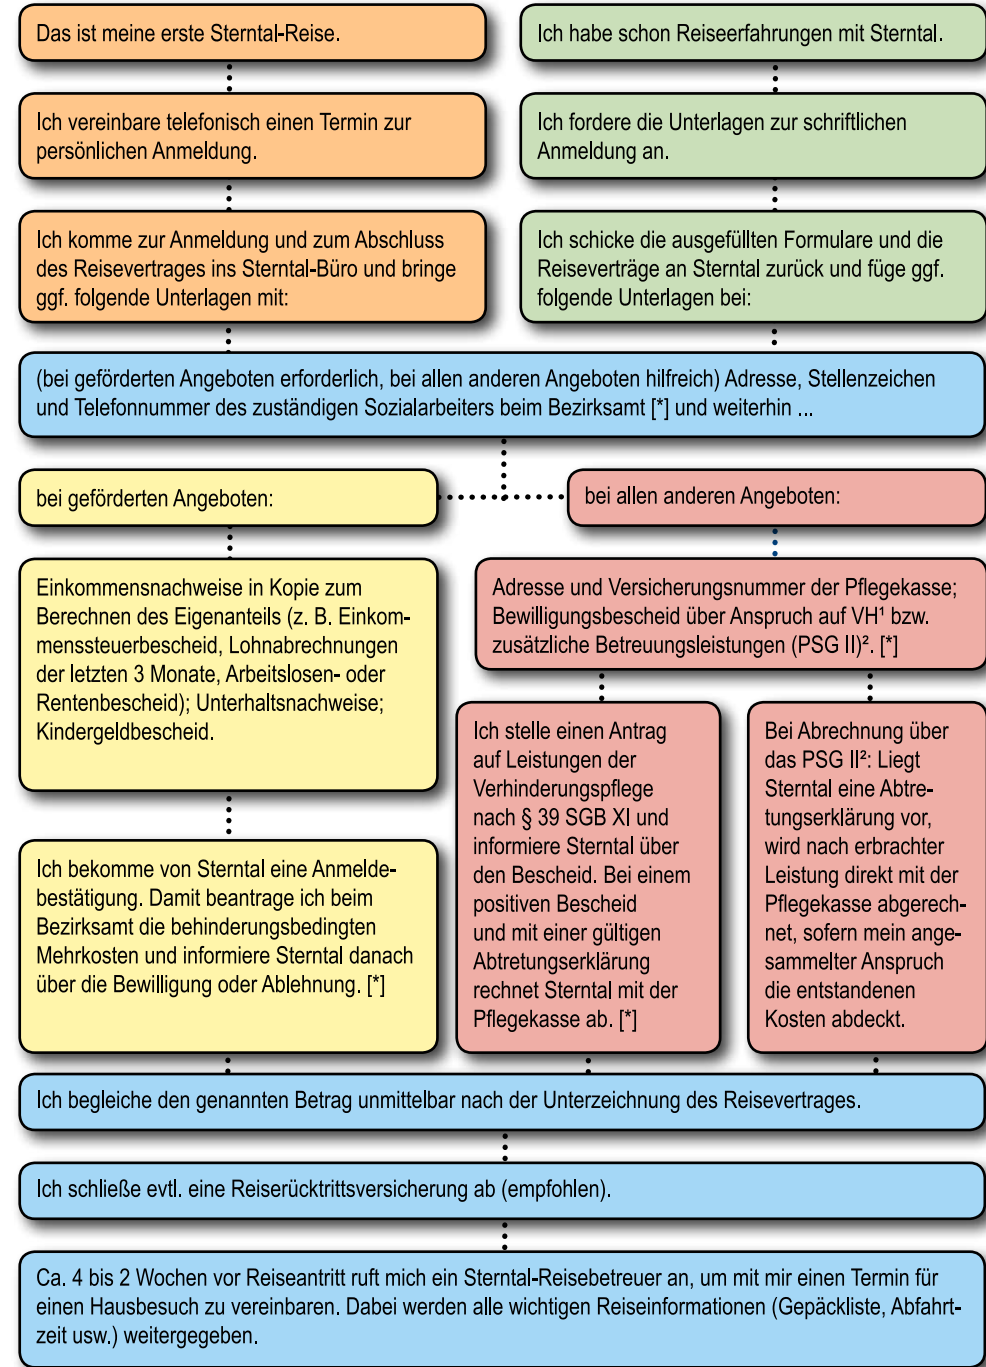 Das ist meine erste Sterntal-Reise.
Ich habe schon Reiseerfahrungen mit Sterntal.
Ich vereinbare telefonisch einen Termin zur
persönlichen Anmeldung.
Ich fordere die Unterlagen zur schriftlichen
Anmeldung an.
Ich komme zur Anmeldung und zum Abschluss
des Reisevertrages ins Sterntal-Büro und bringe
ggf. folgende Unterlagen mit:
Ich schicke die ausgefüllten Formulare und die
Reiseverträge an Sterntal zurück und füge ggf.
folgende Unterlagen bei:
(bei geförderten Angeboten erforderlich, bei allen anderen Angeboten hilfreich) Adresse, Stellenzeichen
und Telefonnummer des zuständigen Sozialarbeiters beim Bezirksamt [*] und weiterhin ...
bei geförderten Angeboten:
bei allen anderen Angeboten:
Einkommensnachweise in Kopie zum
Berechnen des Eigenanteils (z. B. Einkom-
menssteuerbescheid, Lohnabrechnungen
der letzten 3 Monate, Arbeitslosen- oder
Rentenbescheid); Unterhaltsnachweise;
Kindergeldbescheid.
Adresse und Versicherungsnummer der Pflegekasse;
Bewilligungsbescheid über Anspruch auf VH¹ bzw.
zusätzliche Betreuungsleistungen (PSG II)². [*]
Ich bekomme von Sterntal eine Anmelde-
bestätigung. Damit beantrage ich beim
Bezirksamt die behinderungsbedingten
Mehrkosten und informiere Sterntal danach
über die Bewilligung oder Ablehnung. [*]
Ich stelle einen Antrag
auf Leistungen der
Verhinderungspflege
nach § 39 SGB XI und
informiere Sterntal über
den Bescheid. Bei einem
positiven Bescheid
und mit einer gültigen
Abtretungserklärung
rechnet Sterntal mit der
Pflegekasse ab. [*]
Bei Abrechnung über
das PSG II²: Liegt
Sterntal eine Abtre-
tungserklärung vor,
wird nach erbrachter
Leistung direkt mit der
Pflegekasse abgerech-
net, sofern mein ange-
sammelter Anspruch
die entstandenen
Kosten abdeckt.
Ich begleiche den genannten Betrag unmittelbar nach der Unterzeichnung des Reisevertrages.
Ich schließe evtl. eine Reiserücktrittsversicherung ab (empfohlen).
Ca. 4 bis 2 Wochen vor Reiseantritt ruft mich ein Sterntal-Reisebetreuer an, um mit mir einen Termin für
einen Hausbesuch zu vereinbaren. Dabei werden alle wichtigen Reiseinformationen (Gepäckliste, Abfahrt-
zeit usw.) weitergegeben.